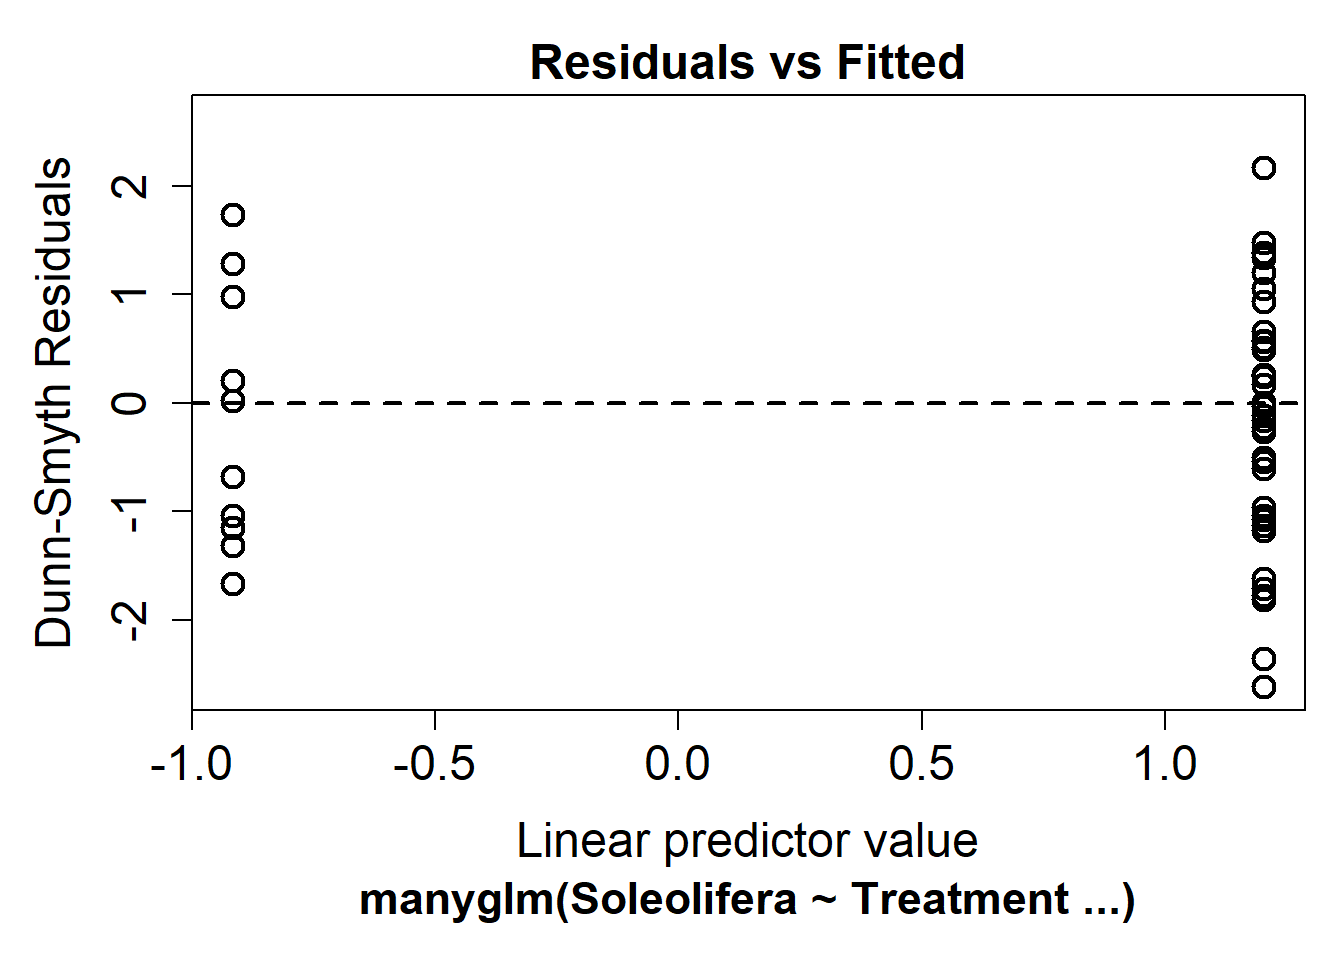 Residuals vs Fitted
Dunn-Smyth Residuals
2
1
0
-1
-2
-1.0 -0.5 0.0 0.5 1.0
Linear predictor value
manyglm(Soleolifera ~ Treatment ...)